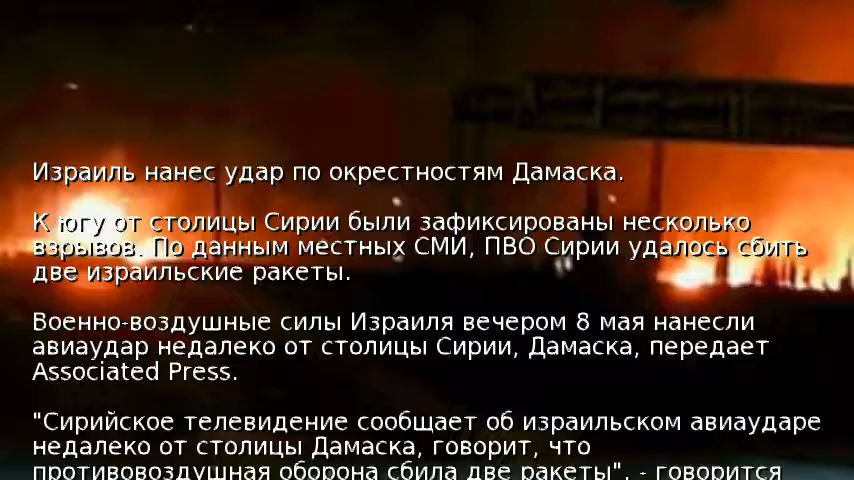 Израиль нанес удар по окрестностям Дамаска.
К югу от столицы Сирии были зафиксированы несколько
взрывов. По данным местных СМИ, ПВО Сирии удалось сбить
две израильские ракеты.
Военно-воздушные силы Израиля вечером 8 мая нанесли
авиаудар недалеко от столицы Сирии, Дамаска, передает
Associated Press.
"Сирийское телевидение сообщает об израильском авиаударе
недалеко от столицы Дамаска, говорит, что
противовоздушная оборона сбила две ракеты", - говорится